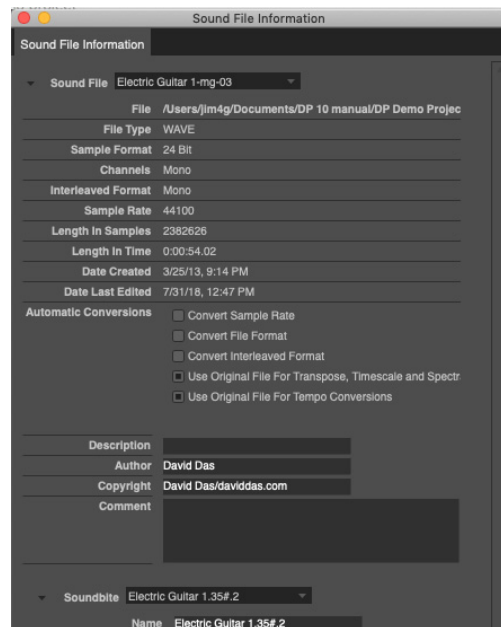 Sound File Information
Sound File Information
Sound File Electric Guitar 1-mg-03
File /Users/jim4g/Documents/DP 10 manual/DP Demo Projec
File Type WAVE
Sample Format 24 Bit
Channels Mono
Interleaved Format Mono
Sample Rate 44100
Length In Samples 2382626
Length In Time 0:00:54.02
Date Created 3/25/13, 9:14 PM
Date Last Edited 7/31/18, 12:47 PM
Automatic Conversions Convert Sample Rate
Convert File Format
Convert Interleaved Format
Use Original File For Transpose, Timescale and Spectr
Use Original File For Tempo Conversions
Description
Author David Das
Copyright David Das/daviddas.com
Comment
Soundbite Electric Guitar 1.35#.2
Name Electric Guitar 1.35#.2